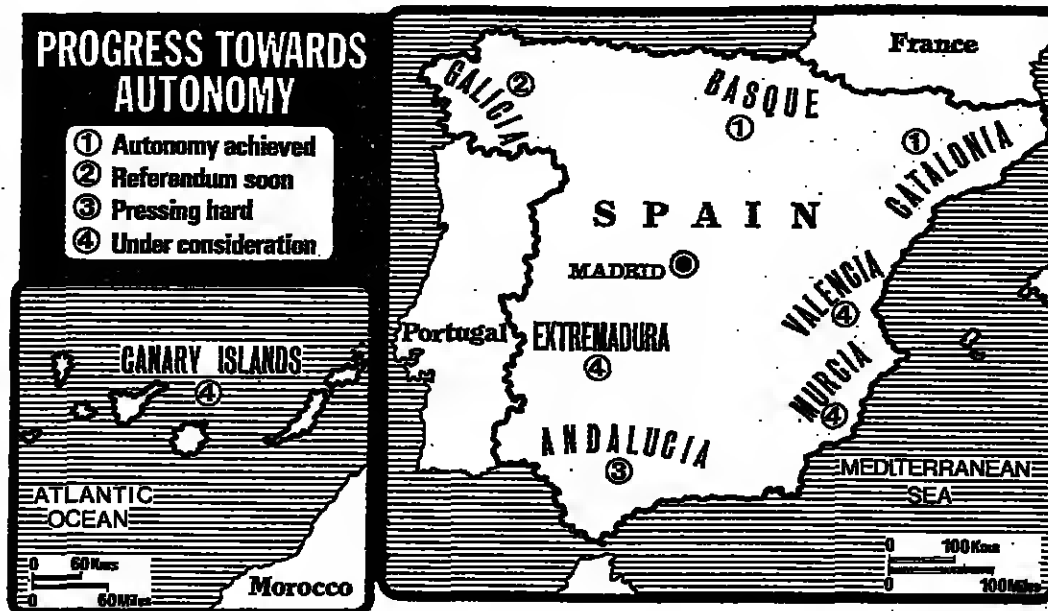 PROGRESS TOWARDS
AUTONOMY
① Autonomy achieved
② Referendum soon
③ Pressing hard
④ Under consideration
France
GALICIA
②
BASQUE
①
①
CATALONIA
SPAIN
MADRID
VALENCIA
④
Portugal
EXTREMADURA
④
MURCIA
④
ANDALUCIA
③
MEDITERRANEAN
SEA
0 100Kms
0 100Miles
CANARY ISLANDS
④
ATLANTIC
OCEAN
0 60Kms
0 60Miles
Morocco